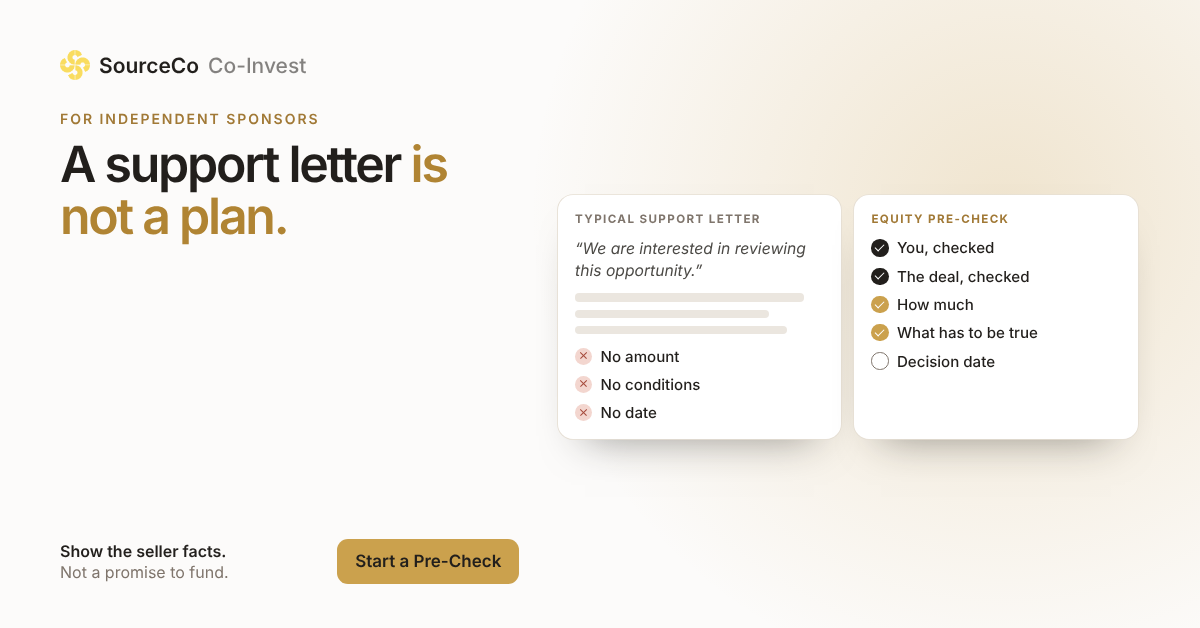 SourceCo Co-Invest
FOR INDEPENDENT SPONSORS
A support letter is
not a plan.
TYPICAL SUPPORT LETTER
“We are interested in reviewing
this opportunity.”
No amount
No conditions
No date
EQUITY PRE-CHECK
You, checked
The deal, checked
How much
What has to be true
Decision date
Show the seller facts.
Not a promise to fund.
Start a Pre-Check